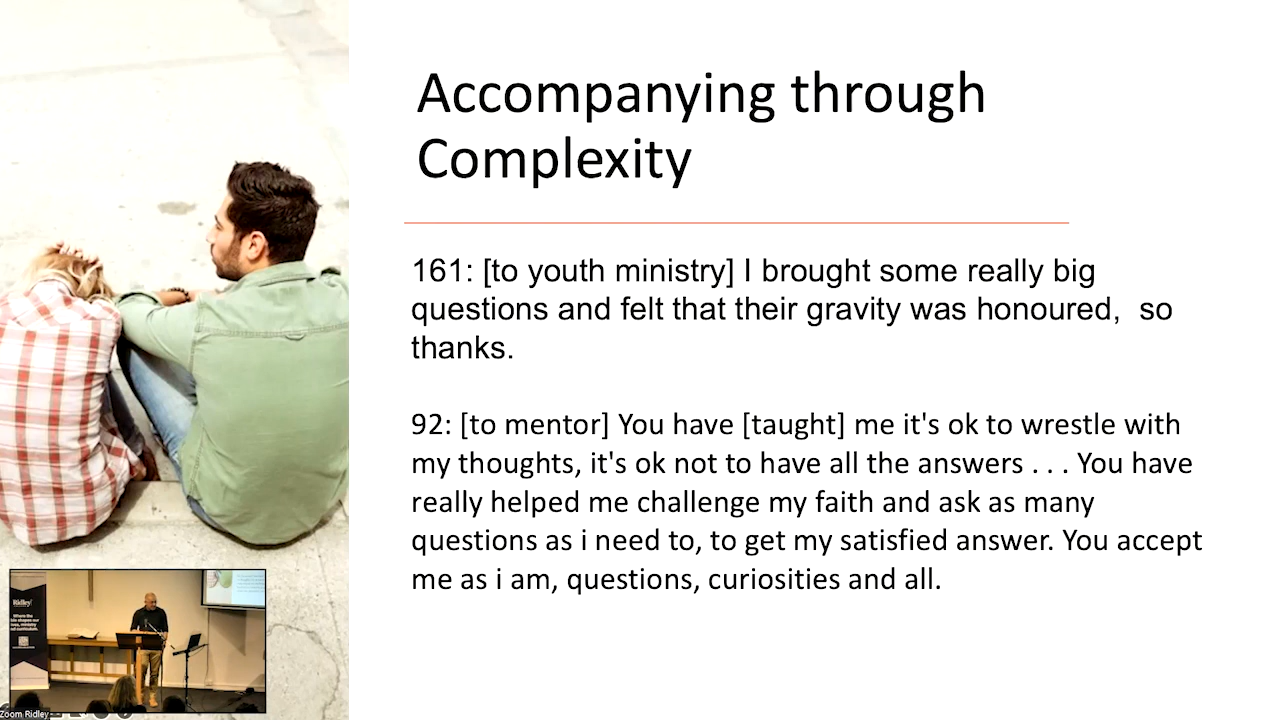 Accompanying through
Complexity
161: [to youth ministry] I brought some really big
questions and felt that their gravity was honoured,  so
thanks.
92: [to mentor] You have [taught] me it's ok to wrestle with
my thoughts, it's ok not to have all the answers . . . You have
really helped me challenge my faith and ask as many
questions as i need to, to get my satisfied answer. You accept
me as i am, questions, curiosities and all.
Ridley
Where the
Zoom Ridley